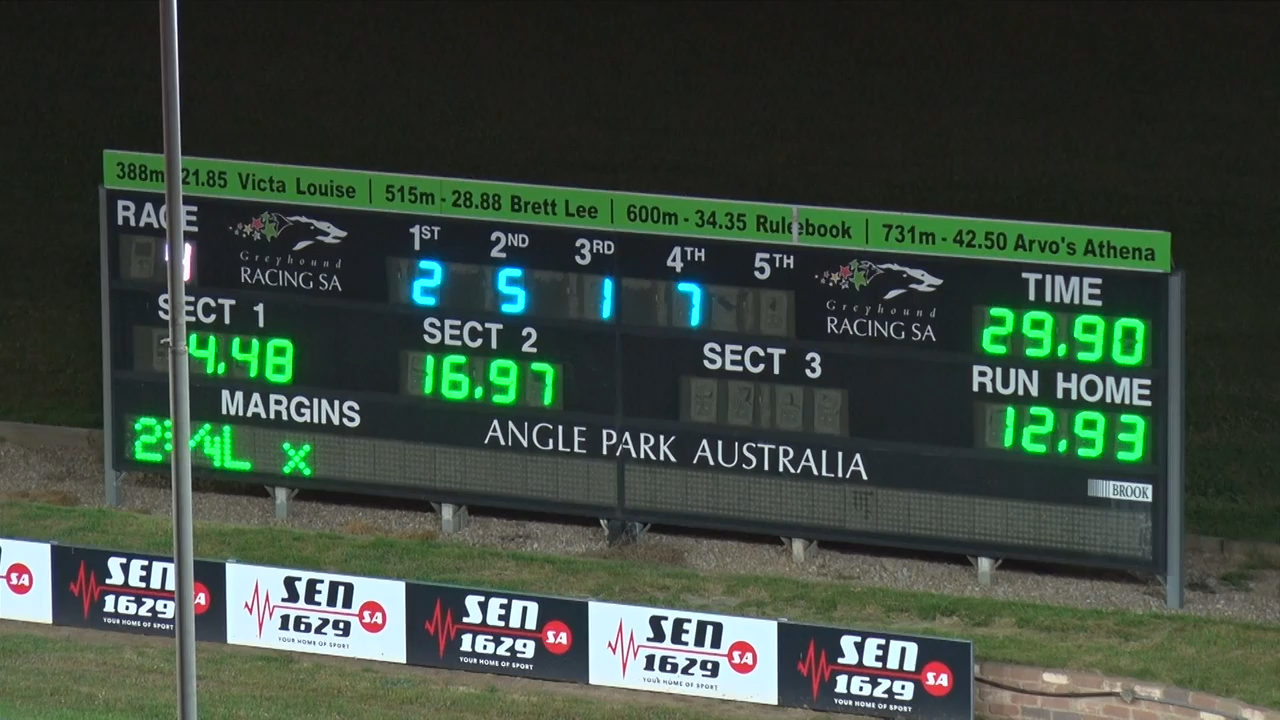 388m 21.85 Victa Louise | 515m - 28.88 Brett Lee | 600m - 34.35 Rulebook | 731m - 42.50 Arvo's Athena
RACE
Greyhound
RACING SA
1ST 2ND 3RD 4TH 5TH
2 5 1 7
Greyhound
RACING SA
TIME
29.90
SECT 1
4.48
SECT 2
16.97
SECT 3
RUN HOME
12.93
MARGINS
ANGLE PARK AUSTRALIA
BROOK
SA
SEN
1629
YOUR HOME OF SPORT
SEN SA
1629
YOUR HOME OF SPORT
SEN SA
1629
YOUR HOME OF SPORT
SEN SA
1629
YOUR HOME OF SPORT
SEN SA
1629
YOUR HOME OF SPORT